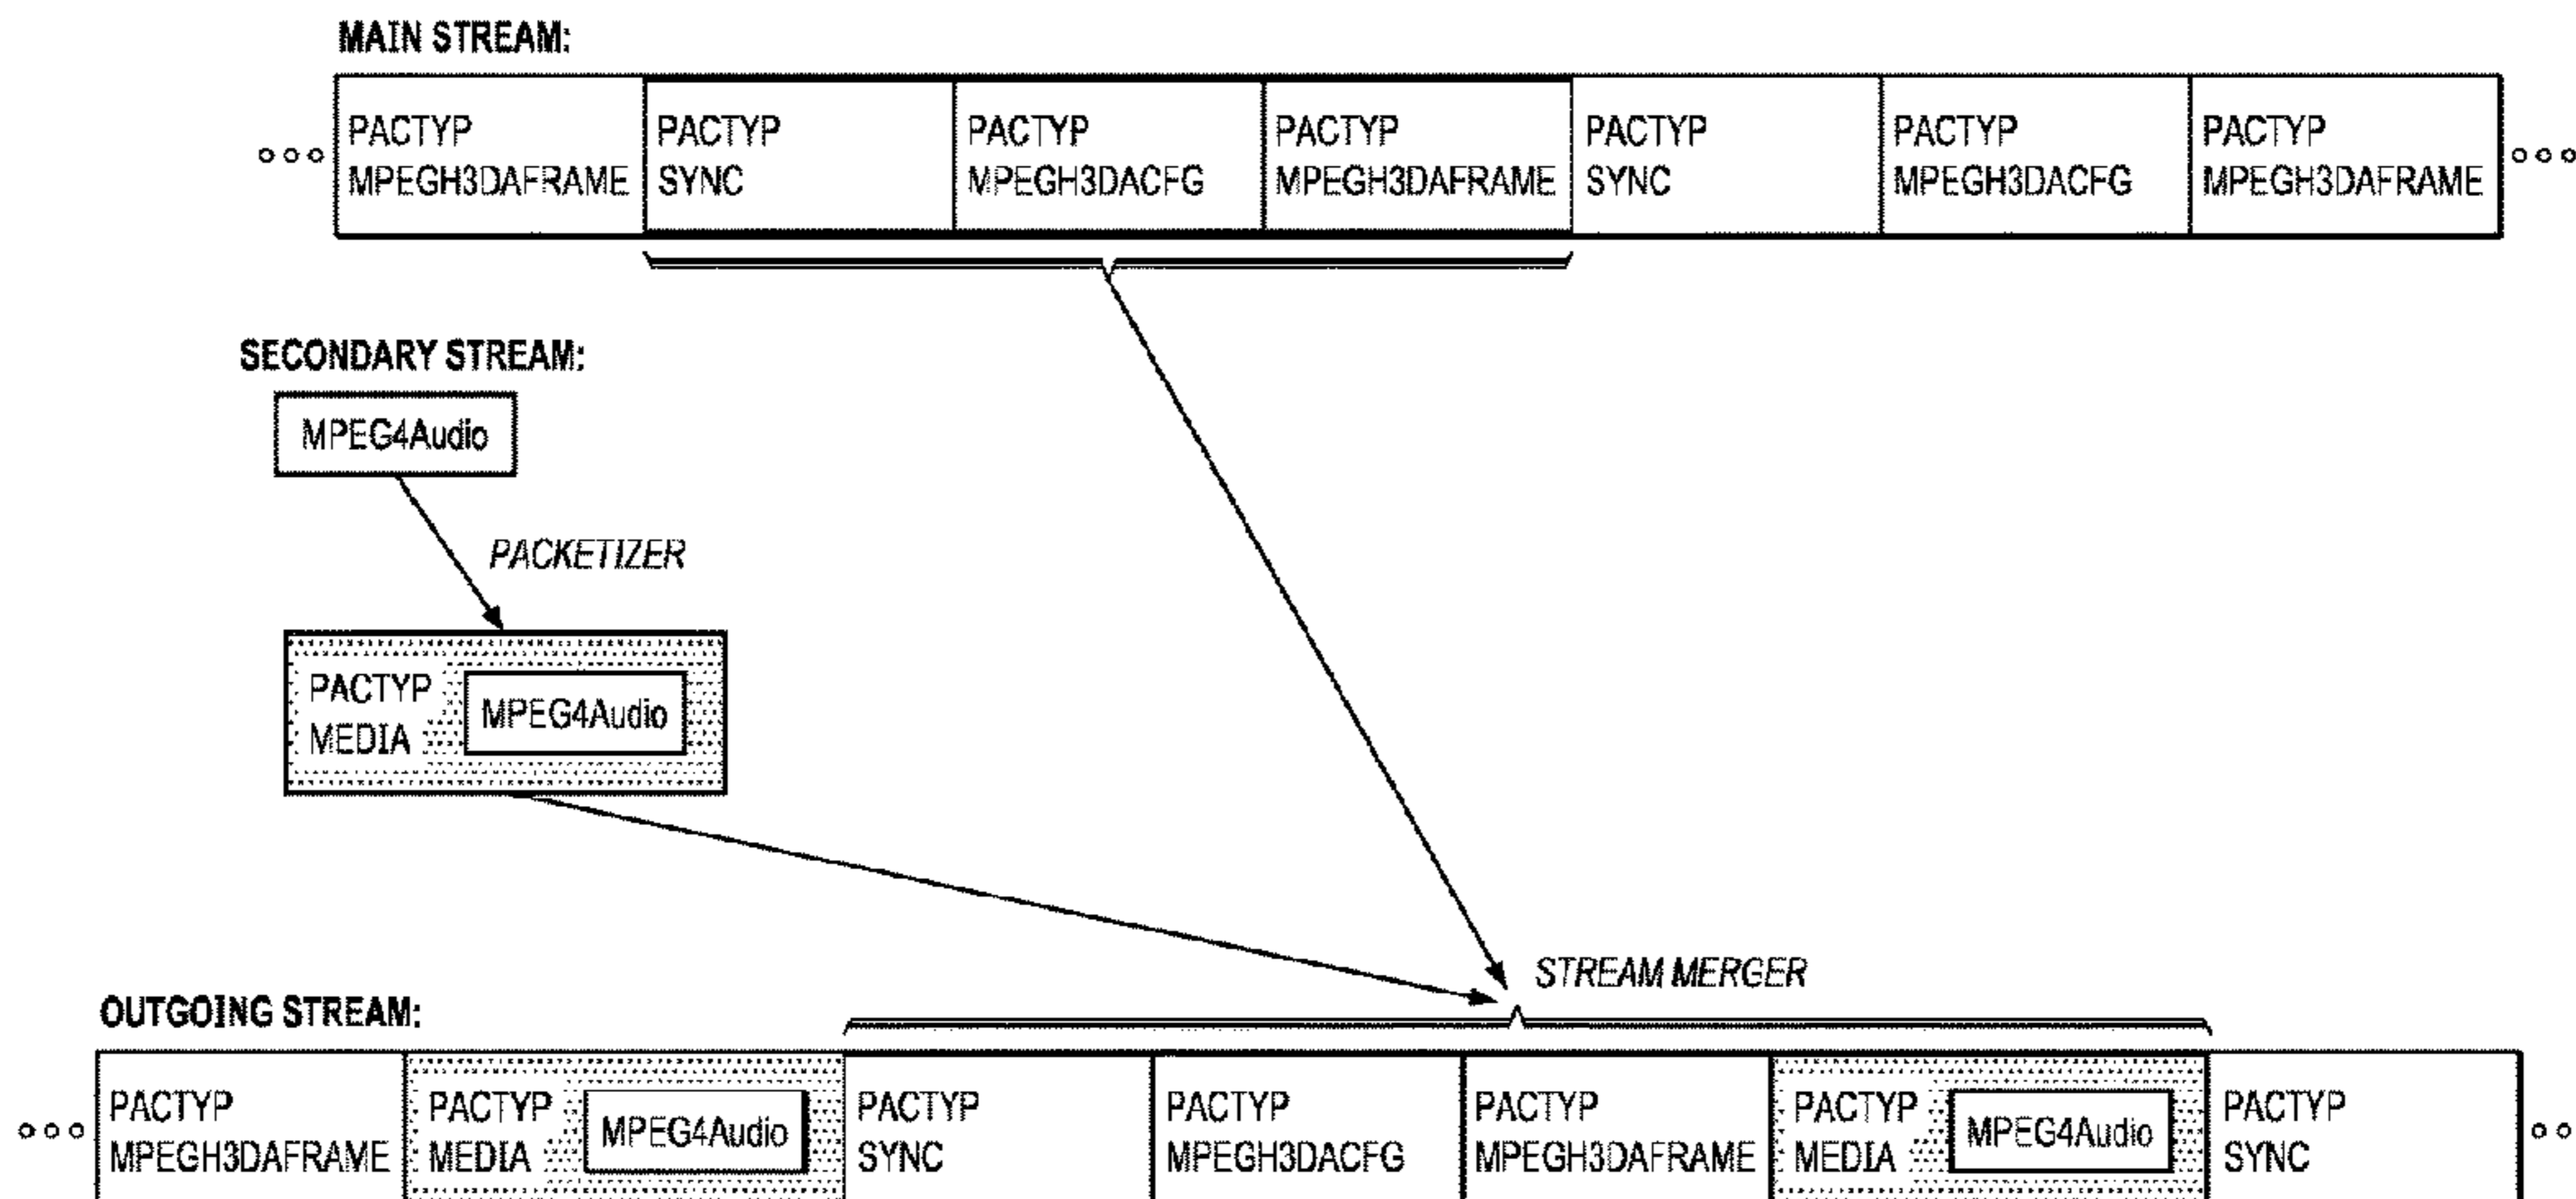 MAIN STREAM:
PACTYP
MPEGH3DAFRAME
PACTYP
SYNC
PACTYP
MPEGH3DACFG
PACTYP
MPEGH3DAFRAME
PACTYP
SYNC
PACTYP
MPEGH3DACFG
PACTYP
MPEGH3DAFRAME
SECONDARY STREAM:
MPEG4Audio
PACKETIZER
PACTYP
MEDIA
MPEG4Audio
STREAM MERGER
OUTGOING STREAM:
PACTYP
MPEGH3DAFRAME
PACTYP
MEDIA
MPEG4Audio
PACTYP
SYNC
PACTYP
MPEGH3DACFG
PACTYP
MPEGH3DAFRAME
PACTYP
MEDIA
MPEG4Audio
PACTYP
SYNC